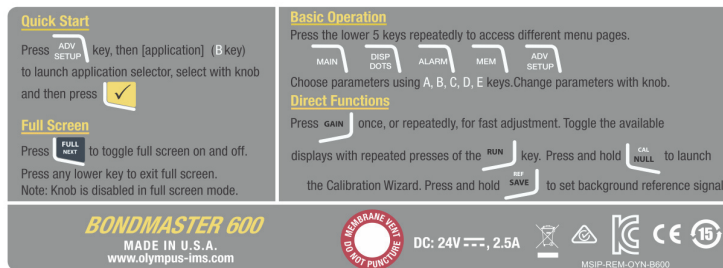 Quick Start
Press ADV SETUP key, then [application] (B key)
to launch application selector, select with knob
and then press
Full Screen
Press FULL NEXT to toggle full screen on and off.
Press any lower key to exit full screen.
Note: Knob is disabled in full screen mode.
Basic Operation
Press the lower 5 keys repeatedly to access different menu pages.
MAIN DISP DOTS ALARM MEM ADV SETUP
Choose parameters using A, B, C, D, E keys.Change parameters with knob.
Direct Functions
Press GAIN once, or repeatedly, for fast adjustment. Toggle the available
displays with repeated presses of the RUN key. Press and hold CAL NULL to launch
the Calibration Wizard. Press and hold REF SAVE to set background reference signal
BONDMASTER 600
MADE IN U.S.A.
www.olympus-ims.com
MEMBRANE VENT
DO NOT PUNCTURE
DC: 24V ⎓, 2.5A
CE 15
MSIP-REM-OYN-B600